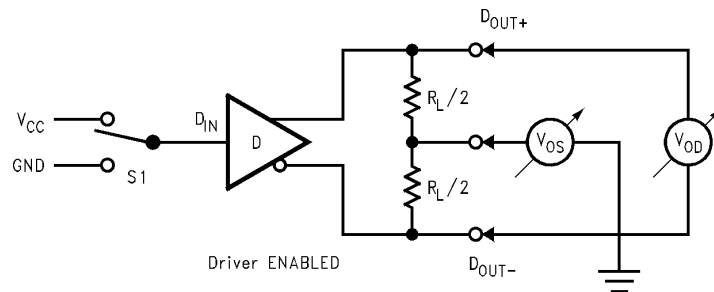 DOUT+
VCC
DIN
RL/2
D
VOS
VOD
GND
S1
RL/2
Driver ENABLED
DOUT-